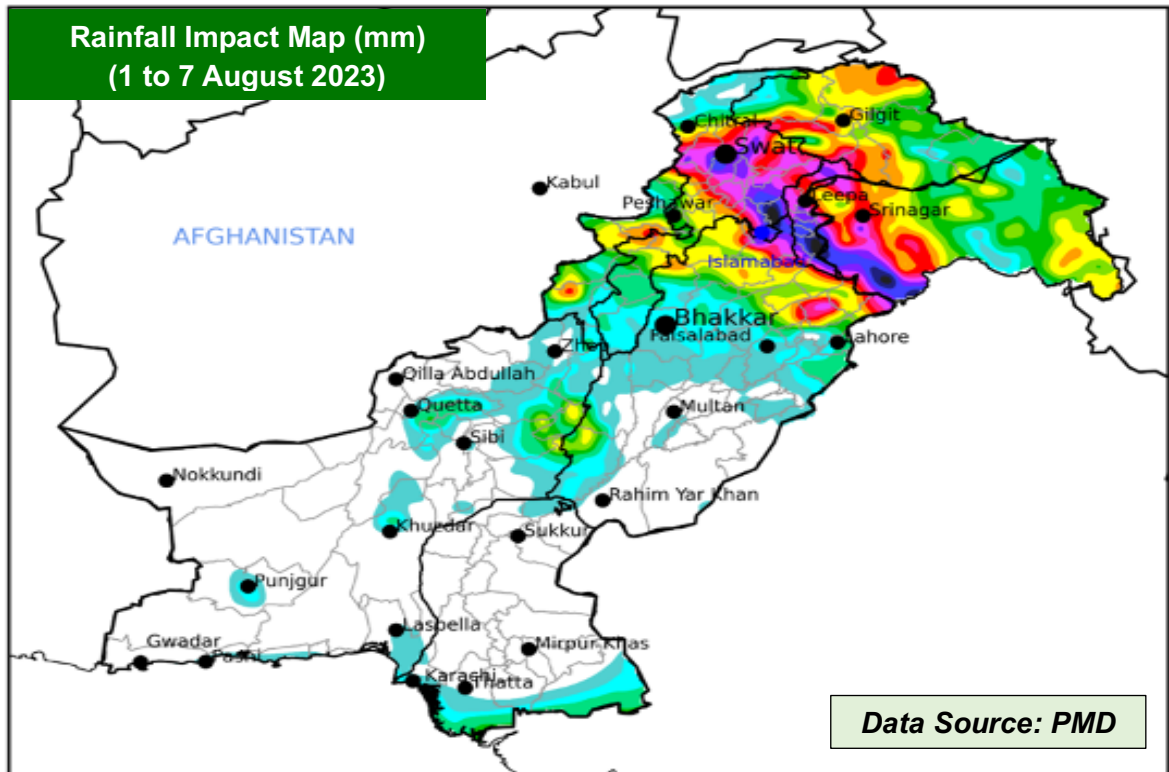 Rainfall Impact Map (mm)
(1 to 7 August 2023)
Chitral
Gilgit
Swat
Kabul
Leepa
Peshawar
Srinagar
AFGHANISTAN
Islamabad
Bhakkar
Faisalabad
Lahore
Zhob
Qilla Abdullah
Quetta
Multan
Sibi
Nokkundi
Rahim Yar Khan
Khuzdar
Sukkur
Punjgur
Lasbella
Gwadar
Pasni
Mirpur Khas
Karachi
Thatta
Data Source: PMD